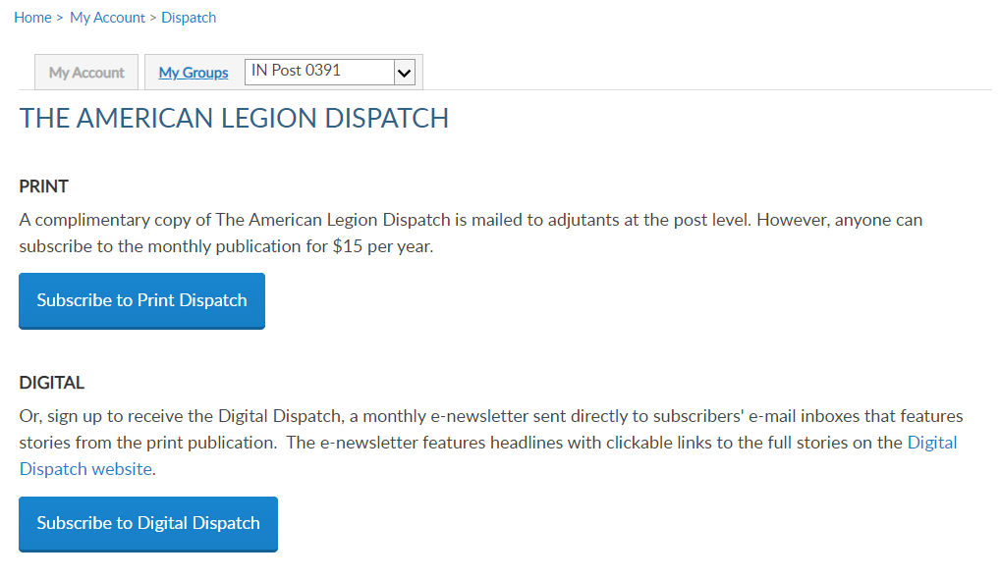 Home > My Account > Dispatch
My Account My Groups IN Post 0391
THE AMERICAN LEGION DISPATCH
PRINT
A complimentary copy of The American Legion Dispatch is mailed to adjutants at the post level. However, anyone can
subscribe to the monthly publication for $15 per year.
Subscribe to Print Dispatch
DIGITAL
Or, sign up to receive the Digital Dispatch, a monthly e-newsletter sent directly to subscribers' e-mail inboxes that features
stories from the print publication.  The e-newsletter features headlines with clickable links to the full stories on the Digital
Dispatch website.
Subscribe to Digital Dispatch